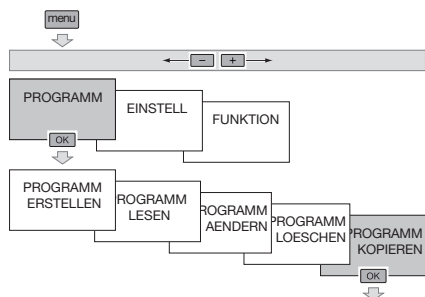 menu
− +
PROGRAMM
EINSTELL
FUNKTION
OK
PROGRAMM
ERSTELLEN
ROGRAMM
LESEN
ROGRAMM
AENDERN
PROGRAMM
LOESCHEN
PROGRAMM
KOPIEREN
OK